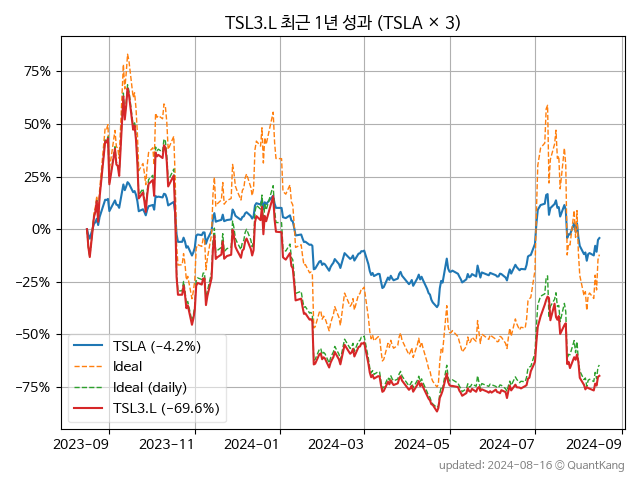 TSL3.L 최근 1년 성과 (TSLA × 3)
75%
50%
25%
0%
−25%
−50%
−75%
TSLA (−4.2%)
Ideal
Ideal (daily)
TSL3.L (−69.6%)
2023−09 2023−11 2024−01 2024−03 2024−05 2024−07 2024−09
updated: 2024−08−16 © QuantKang